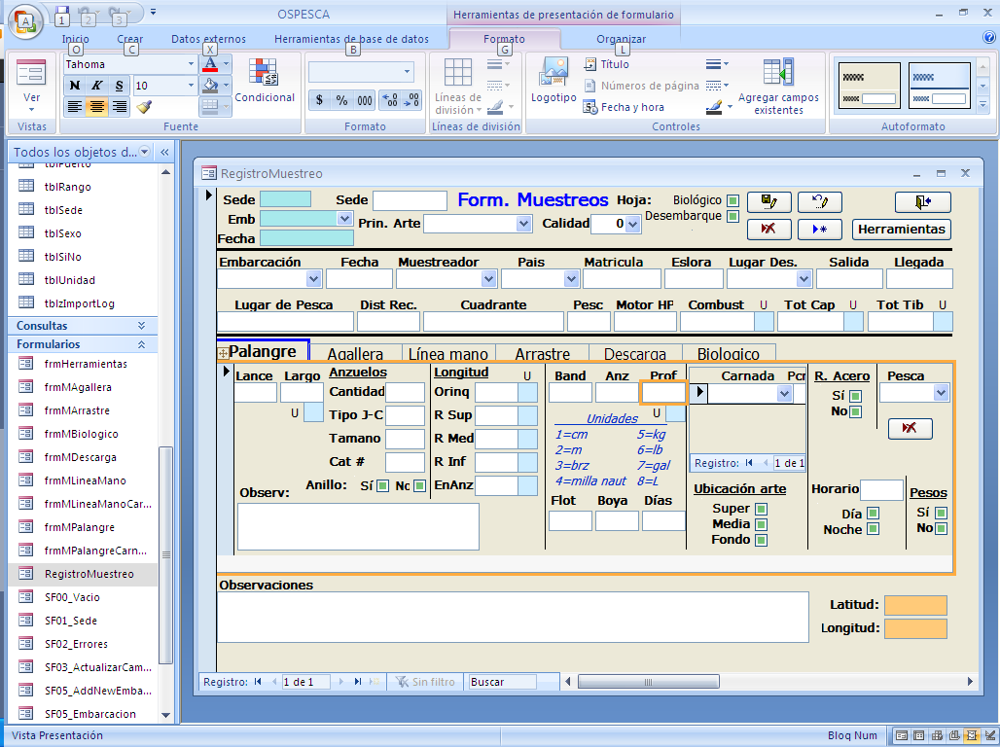 1 2 3
OSPESCA
Herramientas de presentación de formulario
Inicio Crear Datos externos Herramientas de base de datos Formato Organizar
O C X B G L
Ver
Vistas
Tahoma
N K S 10
Condicional
Fuente
$ % 000
Formato
Líneas de
división
Líneas de división
Logotipo
Título
Números de página
Fecha y hora
Agregar campos
existentes
Controles
Autoformato
Todos los objetos d...
tblPuerto
tblRango
tblSede
tblSexo
tblSiNo
tblUnidad
tblzImportLog
Consultas
Formularios
frmHerramientas
frmMAgallera
frmMArrastre
frmMBiologico
frmMDescarga
frmMLineaMano
frmMLineaManoCar...
frmMPalangre
frmMPalangreCarn...
RegistroMuestreo
SF00_Vacio
SF01_Sede
SF02_Errores
SF03_ActualizarCam...
SF05_AddNewEmba...
SF05_Embarcacion
RegistroMuestreo
Sede Sede Form. Muestreos Hoja: Biológico
Desembarque
Emb Prin. Arte Calidad 0
Fecha
Herramientas
Embarcación Fecha Muestreador Pais Matricula Eslora Lugar Des. Salida Llegada
Lugar de Pesca Dist Rec. Cuadrante Pesc Motor HP Combust U Tot Cap U Tot Tib U
Palangre Agallera Línea mano Arrastre Descarga Biologico
Lance Largo Anzuelos Longitud U Band Anz Prof Carnada Pcr R. Acero Pesca
Cantidad Orinq Sí
U Tipo J-C R Sup Unidades U No
1=cm 5=kg
Tamano R Med 2=m 6=lb
Cat # R Inf 3=brz 7=gal Registro: 1 de 1
Anillo: Sí Nc EnAnz 4=milla naut 8=L
Observ: Ubicación arte Horario Pesos
Flot Boya Días Super Día Sí
Media Noche No
Fondo
Observaciones
Latitud:
Longitud:
Registro: 1 de 1 Sin filtro Buscar
Vista Presentación Bloq Num